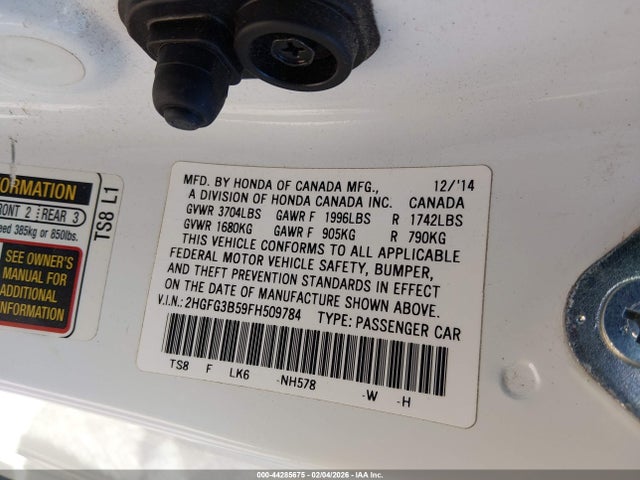 ORMATION
RONT 2 REAR 3
eed 385kg or 850lbs.
SEE OWNER'S
MANUAL FOR
ADDITIONAL
INFORMATION
TS8 L1
MFD. BY HONDA OF CANADA MFG., 12/'14
A DIVISION OF HONDA CANADA INC. CANADA
GVWR 3704LBS GAWR F 1996LBS R 1742LBS
GVWR 1680KG GAWR F 905KG R 790KG
THIS VEHICLE CONFORMS TO ALL APPLICABLE
FEDERAL MOTOR VEHICLE SAFETY, BUMPER,
AND THEFT PREVENTION STANDARDS IN EFFECT
ON THE DATE OF MANUFACTURE SHOWN ABOVE.
V.I.N.: 2HGFG3B59FH509784 TYPE: PASSENGER CAR
TS8 F LK6 -NH578 -W -H
000-44285675 - 02/04/2026 - IAA Inc.